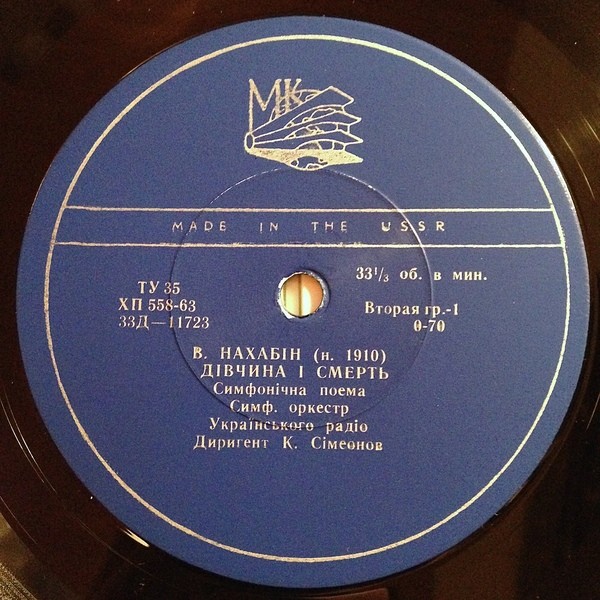 МК
MADE IN THE USSR
ТУ 35
ХП 558-63
33Д—11723
33⅓ об. в мин.
Вторая гр.-1
0-70
В. НАХАБІН (н. 1910)
ДІВЧИНА І СМЕРТЬ
Симфонічна поема
Симф. оркестр
Українського радіо
Диригент К. Сімеонов